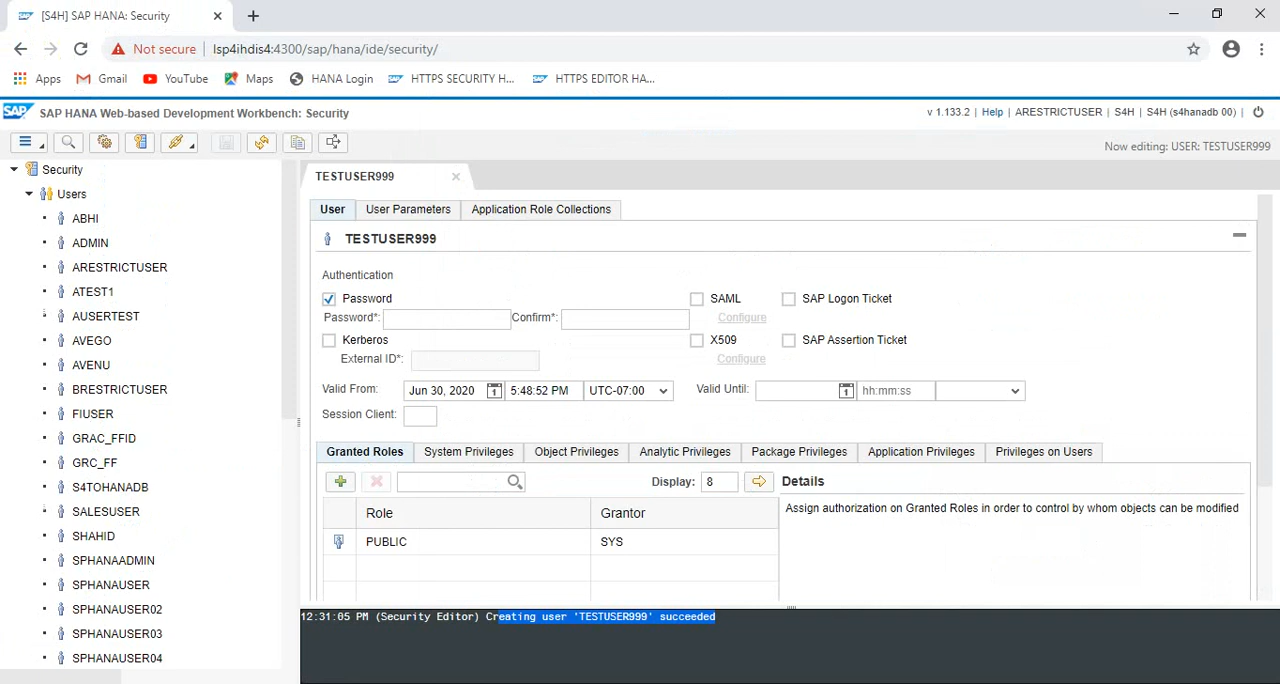 [S4H] SAP HANA: Security
Not secure | lsp4ihdis4:4300/sap/hana/ide/security/
Apps Gmail YouTube Maps HANA Login HTTPS SECURITY H... HTTPS EDITOR HA...
SAP SAP HANA Web-based Development Workbench: Security
v 1.133.2 | Help | ARESTRICTUSER | S4H | S4H (s4hanadb 00) |
Now editing: USER: TESTUSER999
Security
Users
ABHI
ADMIN
ARESTRICTUSER
ATEST1
AUSERTEST
AVEGO
AVENU
BRESTRICTUSER
FIUSER
GRAC_FFID
GRC_FF
S4TOHANADB
SALESUSER
SHAHID
SPHANAADMIN
SPHANAUSER
SPHANAUSER02
SPHANAUSER03
SPHANAUSER04
TESTUSER999
User User Parameters Application Role Collections
TESTUSER999
Authentication
Password SAML SAP Logon Ticket
Password*: Confirm*: Configure
Kerberos X509 SAP Assertion Ticket
External ID*: Configure
Valid From: Jun 30, 2020 1 5:48:52 PM UTC-07:00 Valid Until: 1 hh:mm:ss
Session Client:
Granted Roles System Privileges Object Privileges Analytic Privileges Package Privileges Application Privileges Privileges on Users
Display: 8 Details
Role Grantor Assign authorization on Granted Roles in order to control by whom objects can be modified
PUBLIC SYS
12:31:05 PM (Security Editor) Creating user 'TESTUSER999' succeeded